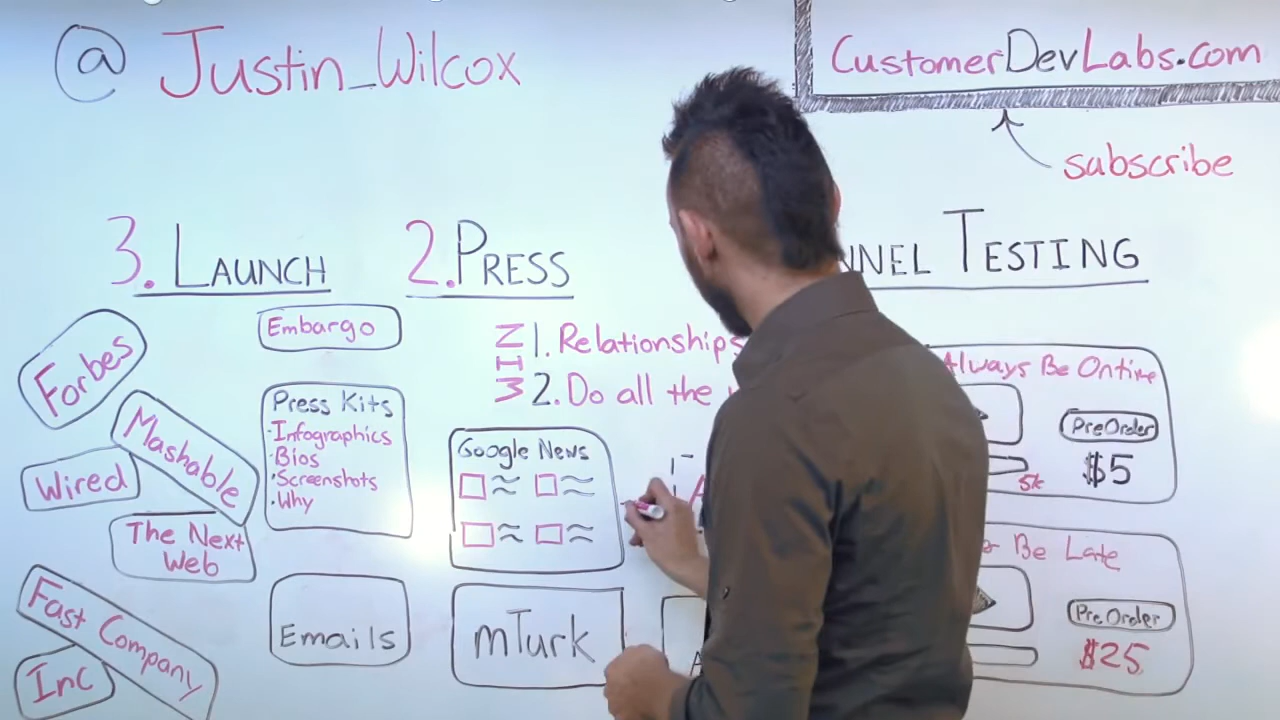 @Justin_Wilcox
CustomerDevLabs.com
subscribe
3. LAUNCH
2. PRESS
TESTING
Forbes
Mashable
Wired
The Next
Web
Fast Company
Inc
Embargo
Press Kits
·Infographics
·Bios
·Screenshots
·Why
Emails
WIN
1. Relationships
2. Do all the
Google News
mTurk
Always Be Ontime
PreOrder
$5
5k
Be Late
PreOrder
$25